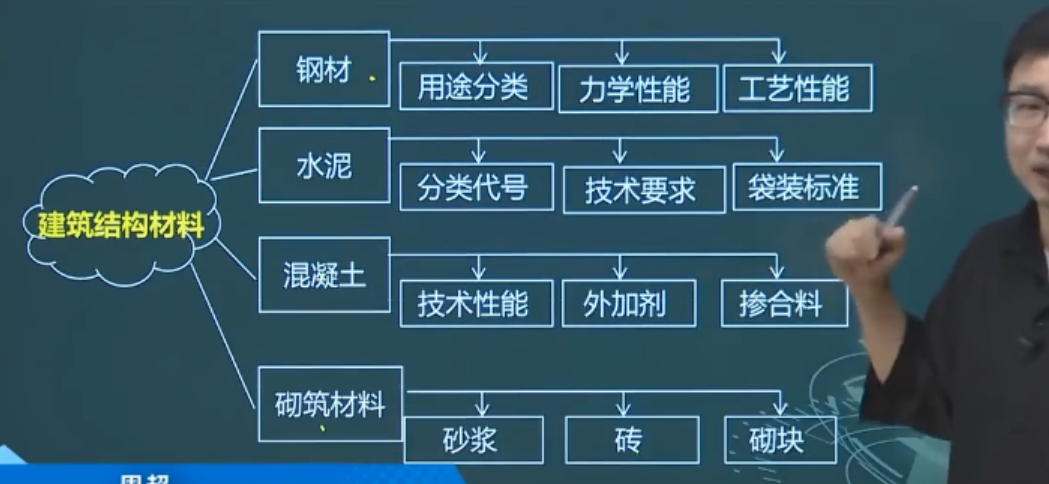 钢材
用途分类
力学性能
工艺性能
水泥
分类代号
技术要求
袋装标准
建筑结构材料
混凝土
技术性能
外加剂
掺合料
砌筑材料
砂浆
砖
砌块